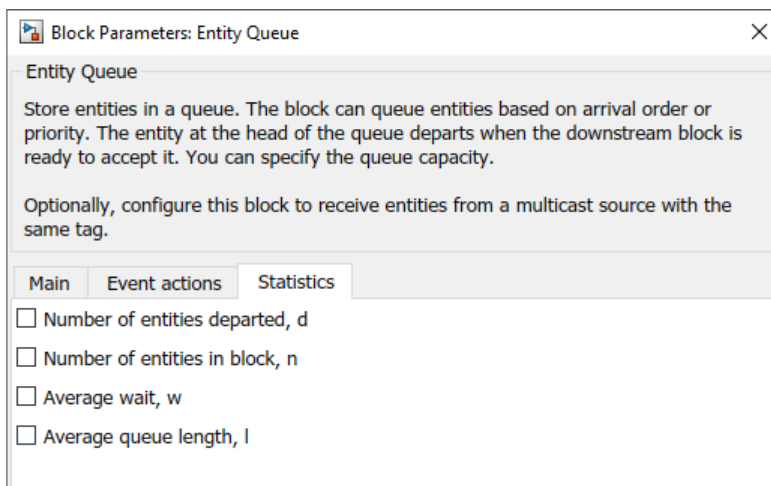 Block Parameters: Entity Queue
Entity Queue
Store entities in a queue. The block can queue entities based on arrival order or
priority. The entity at the head of the queue departs when the downstream block is
ready to accept it. You can specify the queue capacity.
Optionally, configure this block to receive entities from a multicast source with the
same tag.
Main Event actions Statistics
Number of entities departed, d
Number of entities in block, n
Average wait, w
Average queue length, l